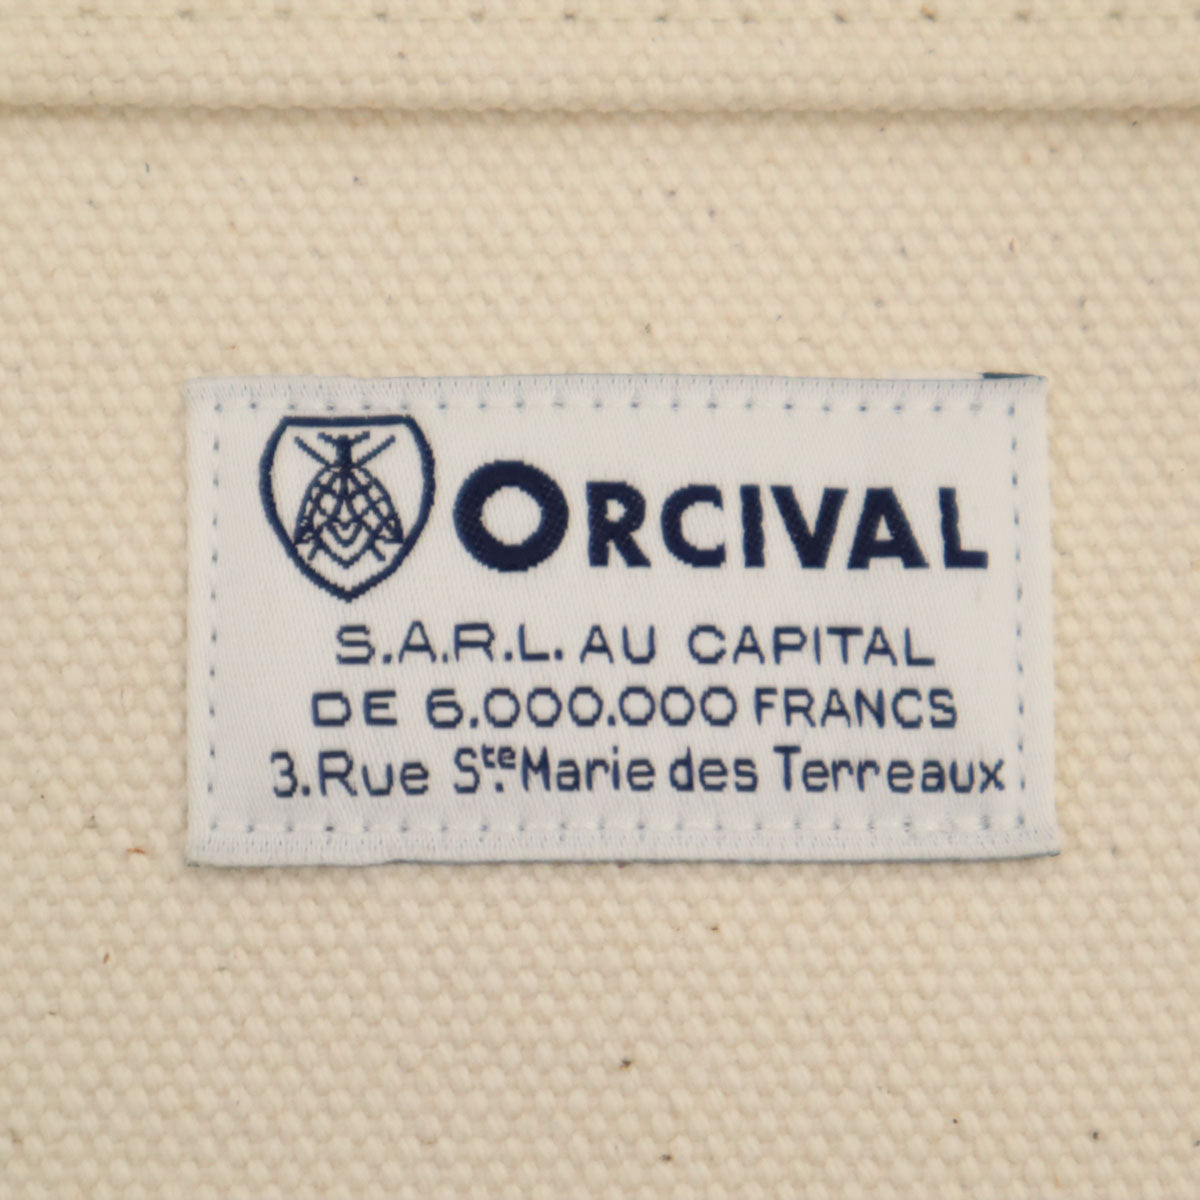 ORCIVAL
S.A.R.L. AU CAPITAL
DE 6.000.000 FRANCS
3.Rue Ste. Marie des Terreaux